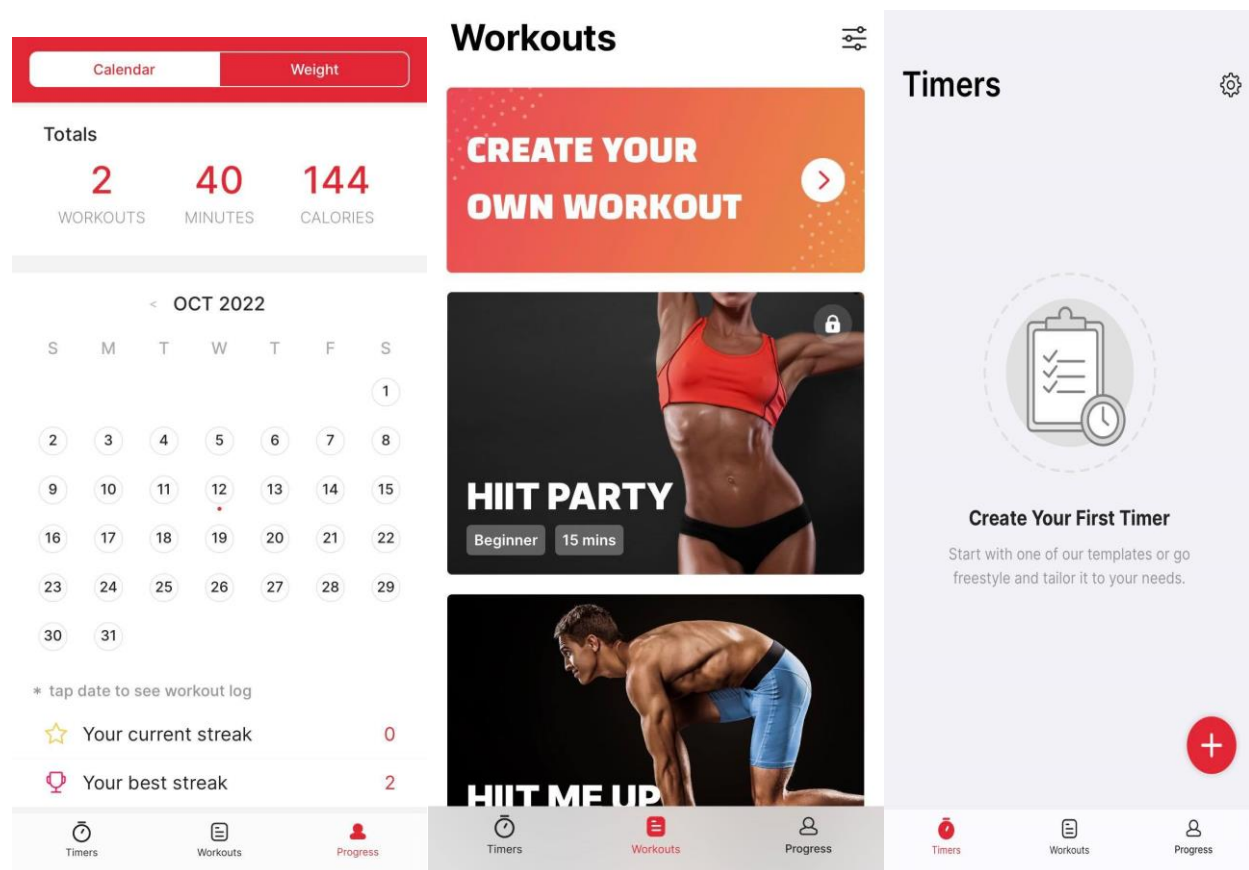 Calendar Weight
Totals
2 40 144
WORKOUTS MINUTES CALORIES
< OCT 2022
S M T W T F S
1
2 3 4 5 6 7 8
9 10 11 12 13 14 15
16 17 18 19 20 21 22
23 24 25 26 27 28 29
30 31
* tap date to see workout log
Your current streak 0
Your best streak 2
Timers Workouts Progress
Workouts
CREATE YOUR
OWN WORKOUT
HIIT PARTY
Beginner 15 mins
HIIT ME UP
Timers Workouts Progress
Timers
Create Your First Timer
Start with one of our templates or go
freestyle and tailor it to your needs.
+
Timers Workouts Progress